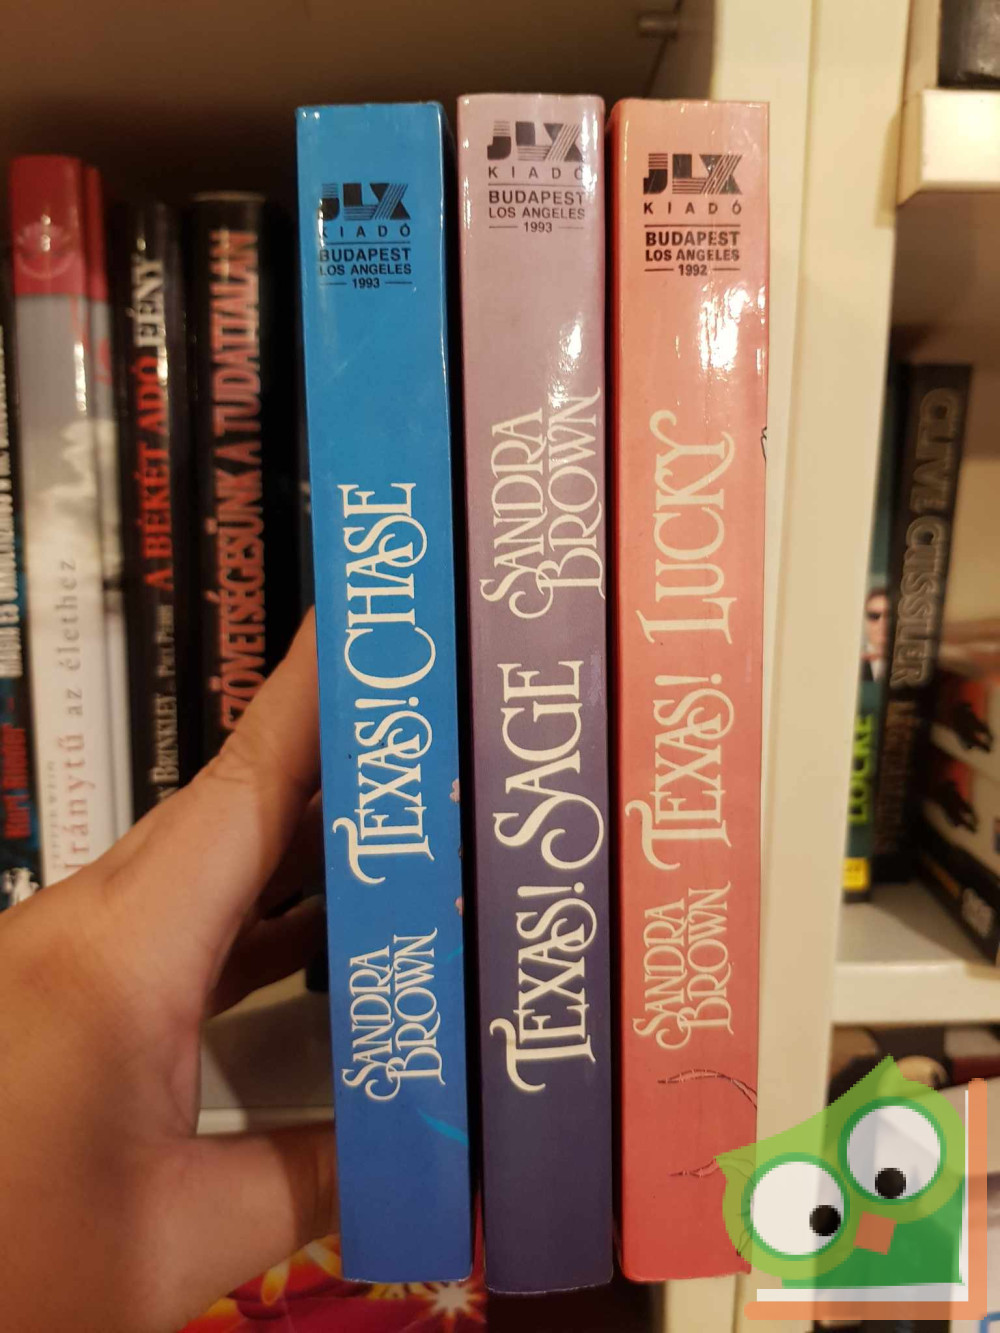 JLX
KIADÓ
BUDAPEST
LOS ANGELES
1993
TEXAS! CHASE
SANDRA
BROWN
JLX
KIADÓ
BUDAPEST
LOS ANGELES
1993
SANDRA
BROWN
TEXAS! SAGE
JLX
KIADÓ
BUDAPEST
LOS ANGELES
1992
TEXAS! LUCKY
SANDRA
BROWN
Iránytű az élethez
A BÉKÉT ADÓ FÉNY
BRINKLEY
SZÖVETSÉGESÜNK A TUDATTALAN
CLIVE CUSSLER